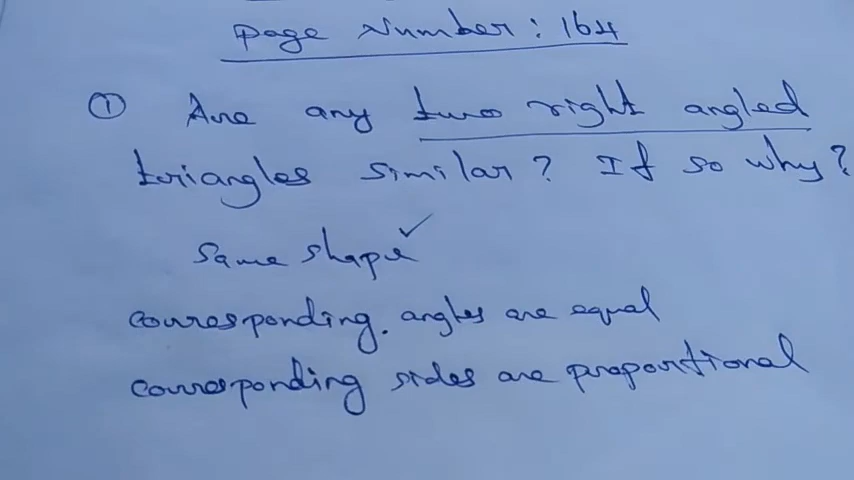 Page Number: 164
① Are any two right angled
triangles similar? If so why?
same shape ✓
corresponding. angles are equal
corresponding sides are proportional